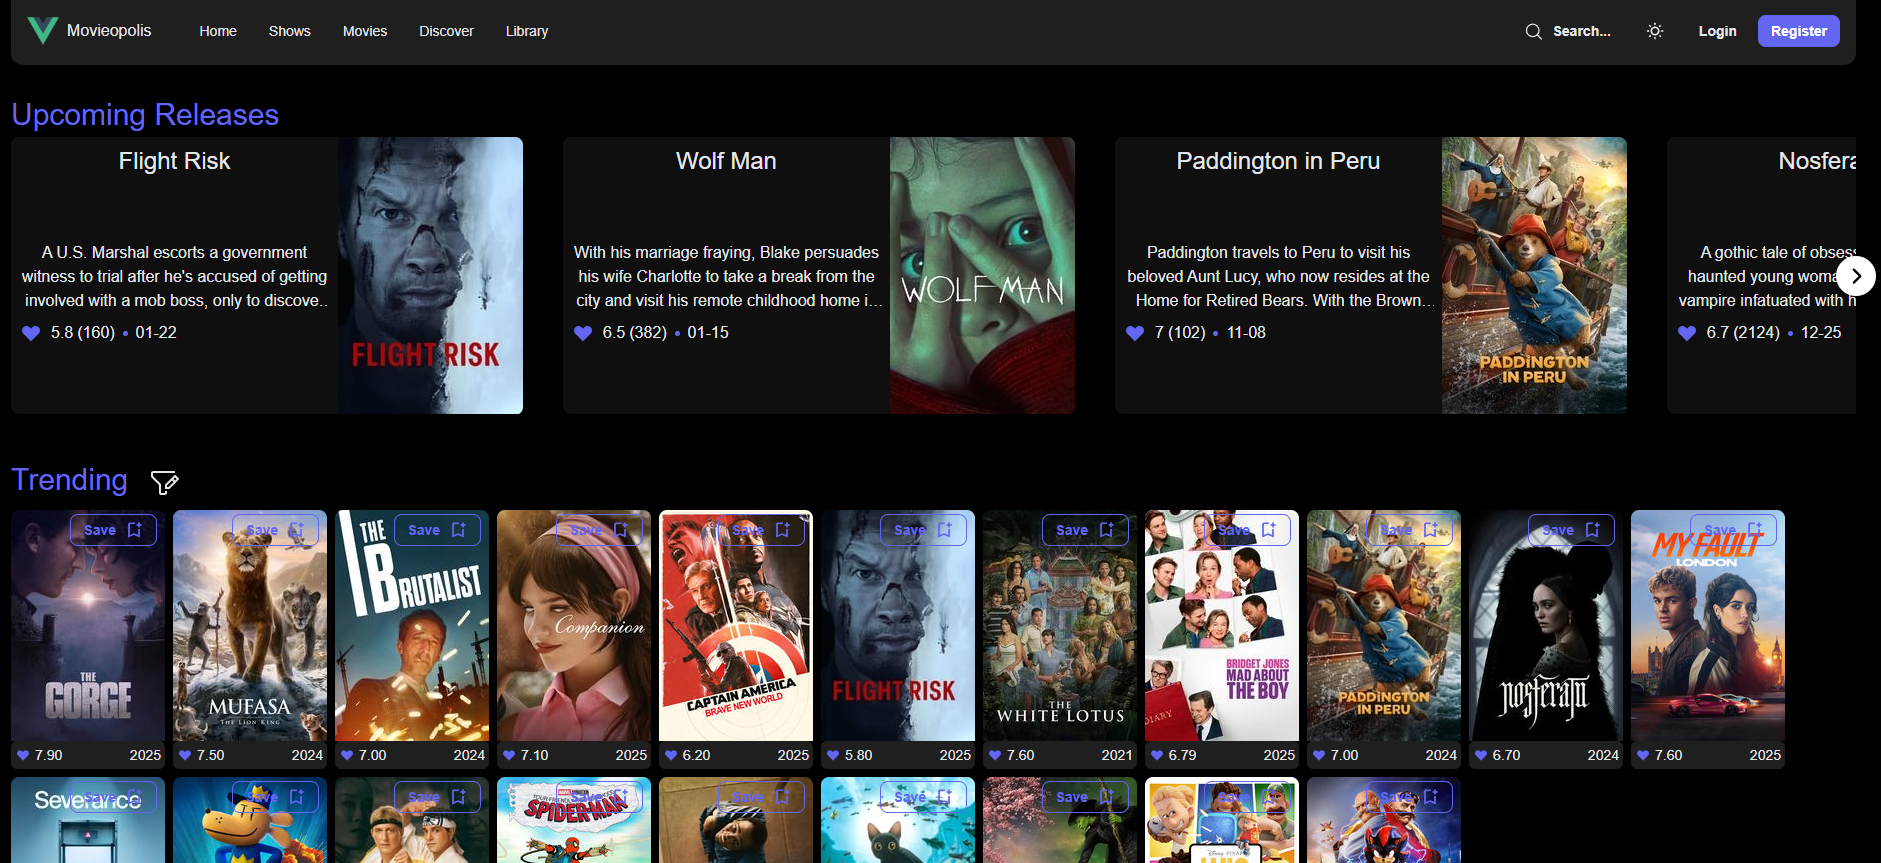 Movieopolis
Home
Shows
Movies
Discover
Library
Search...
Login
Register
Upcoming Releases
Flight Risk
A U.S. Marshal escorts a government
witness to trial after he's accused of getting
involved with a mob boss, only to discove..
5.8 (160) • 01-22
FLIGHT RISK
Wolf Man
With his marriage fraying, Blake persuades
his wife Charlotte to take a break from the
city and visit his remote childhood home i...
6.5 (382) • 01-15
WOLF MAN
Paddington in Peru
Paddington travels to Peru to visit his
beloved Aunt Lucy, who now resides at the
Home for Retired Bears. With the Brown...
7 (102) • 11-08
PADDINGTON
IN PERU
Nosfera
A gothic tale of obses
haunted young woma
vampire infatuated with h
6.7 (2124) • 12-25
Trending
Save
THE
GORGE
7.90 2025
Save
MUFASA
THE LION KING
7.50 2024
Save
THE
BRUTALIST
7.00 2024
Save
Companion
7.10 2025
Save
CAPTAIN AMERICA
BRAVE NEW WORLD
6.20 2025
Save
FLIGHT RISK
5.80 2025
Save
THE
WHITE LOTUS
7.60 2021
Save
BRIDGET JONES
MAD ABOUT
THE BOY
DIARY
6.79 2025
Save
PADDINGTON
IN PERU
7.00 2024
Save
nosferatu
6.70 2024
Save
MY FAULT
LONDON
7.60 2025
Save
Severance
Save
Save
Save
YOUR FRIENDLY
SPIDER-MAN
Save
Save
Save
Save
Disney PIXAR
Save